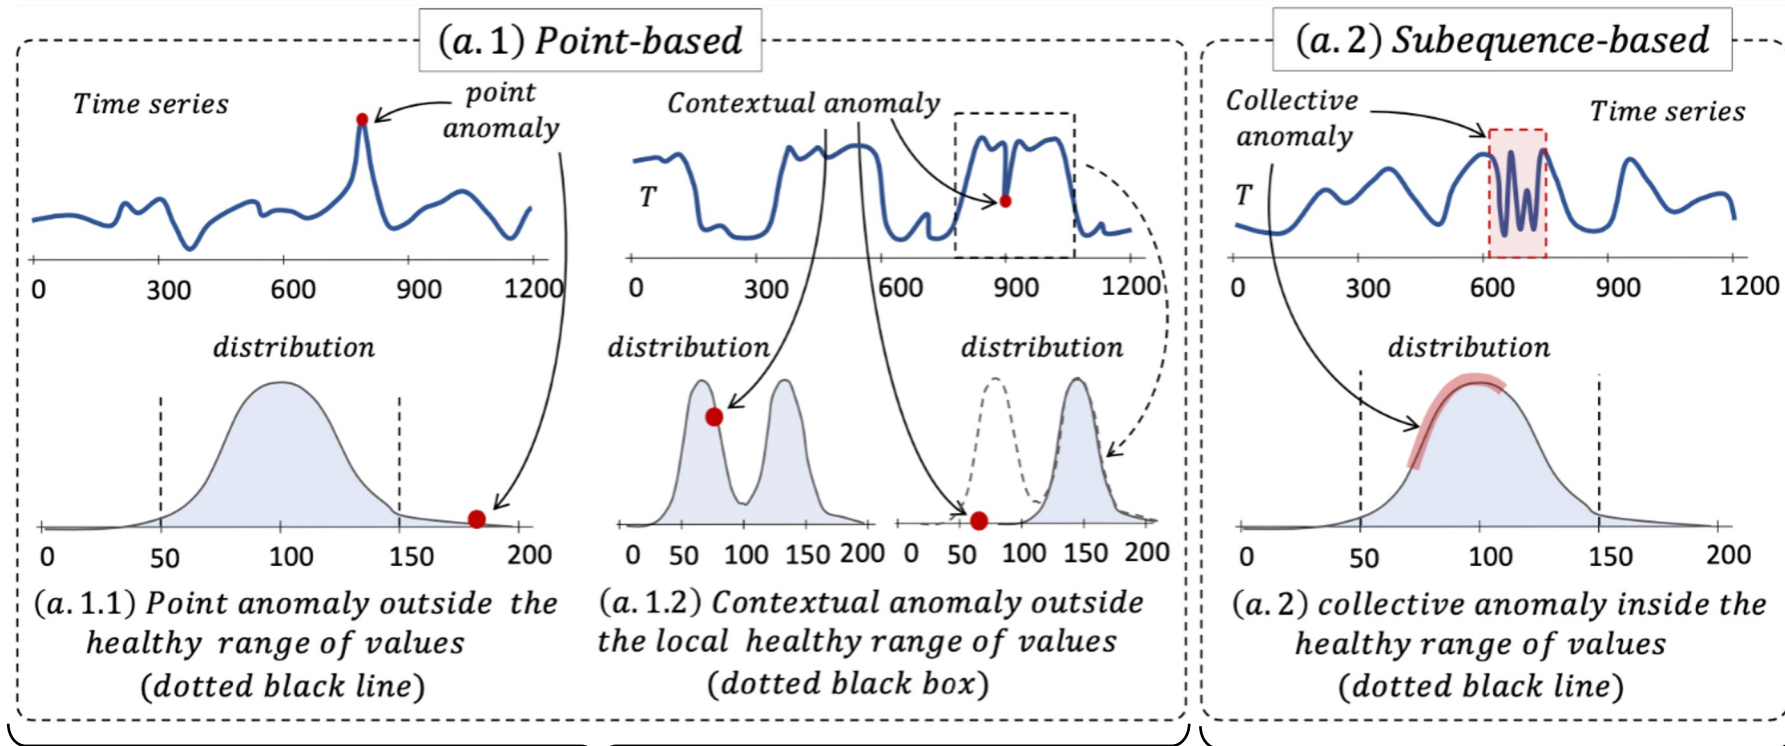 (a. 1) Point-based
Time series
point
anomaly
0 300 600 900 1200
distribution
0 50 100 150 200
(a. 1.1) Point anomaly outside the
healthy range of values
(dotted black line)
Contextual anomaly
T
0 300 600 900 1200
distribution
distribution
0 50 100 150 200
0 50 100 150 200
(a. 1.2) Contextual anomaly outside
the local healthy range of values
(dotted black box)
(a. 2) Subequence-based
Collective
anomaly
Time series
T
0 300 600 900 1200
distribution
0 50 100 150 200
(a. 2) collective anomaly inside the
healthy range of values
(dotted black line)